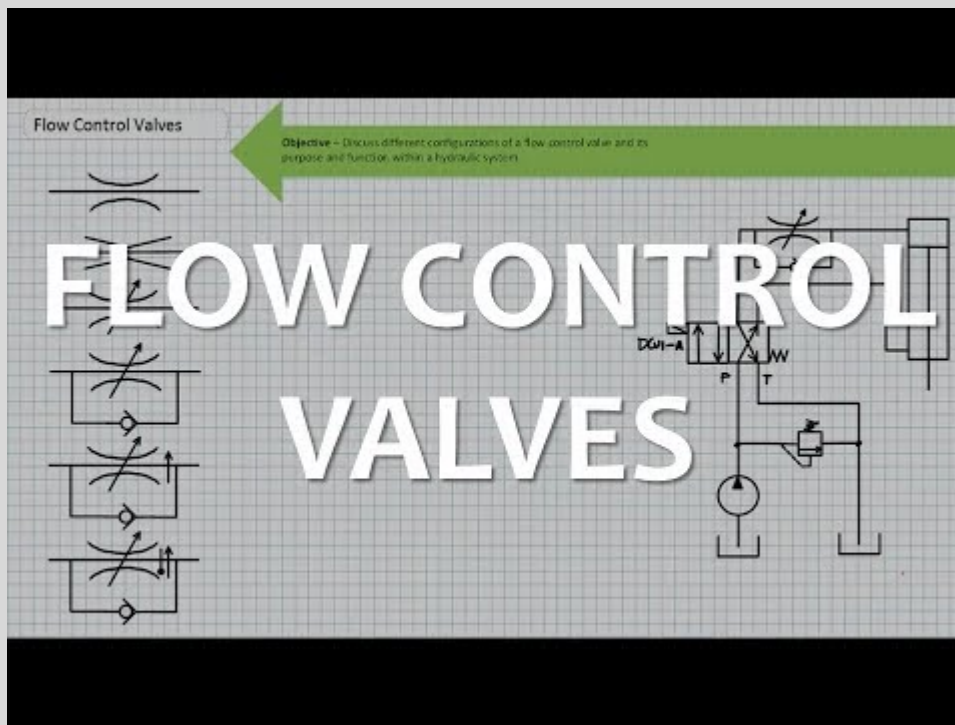 Flow Control Valves
Objective – Discuss different configurations of a flow control valve and its
purpose and function within a hydraulic system
FLOW CONTROL
VALVES
DCV1-A
P T